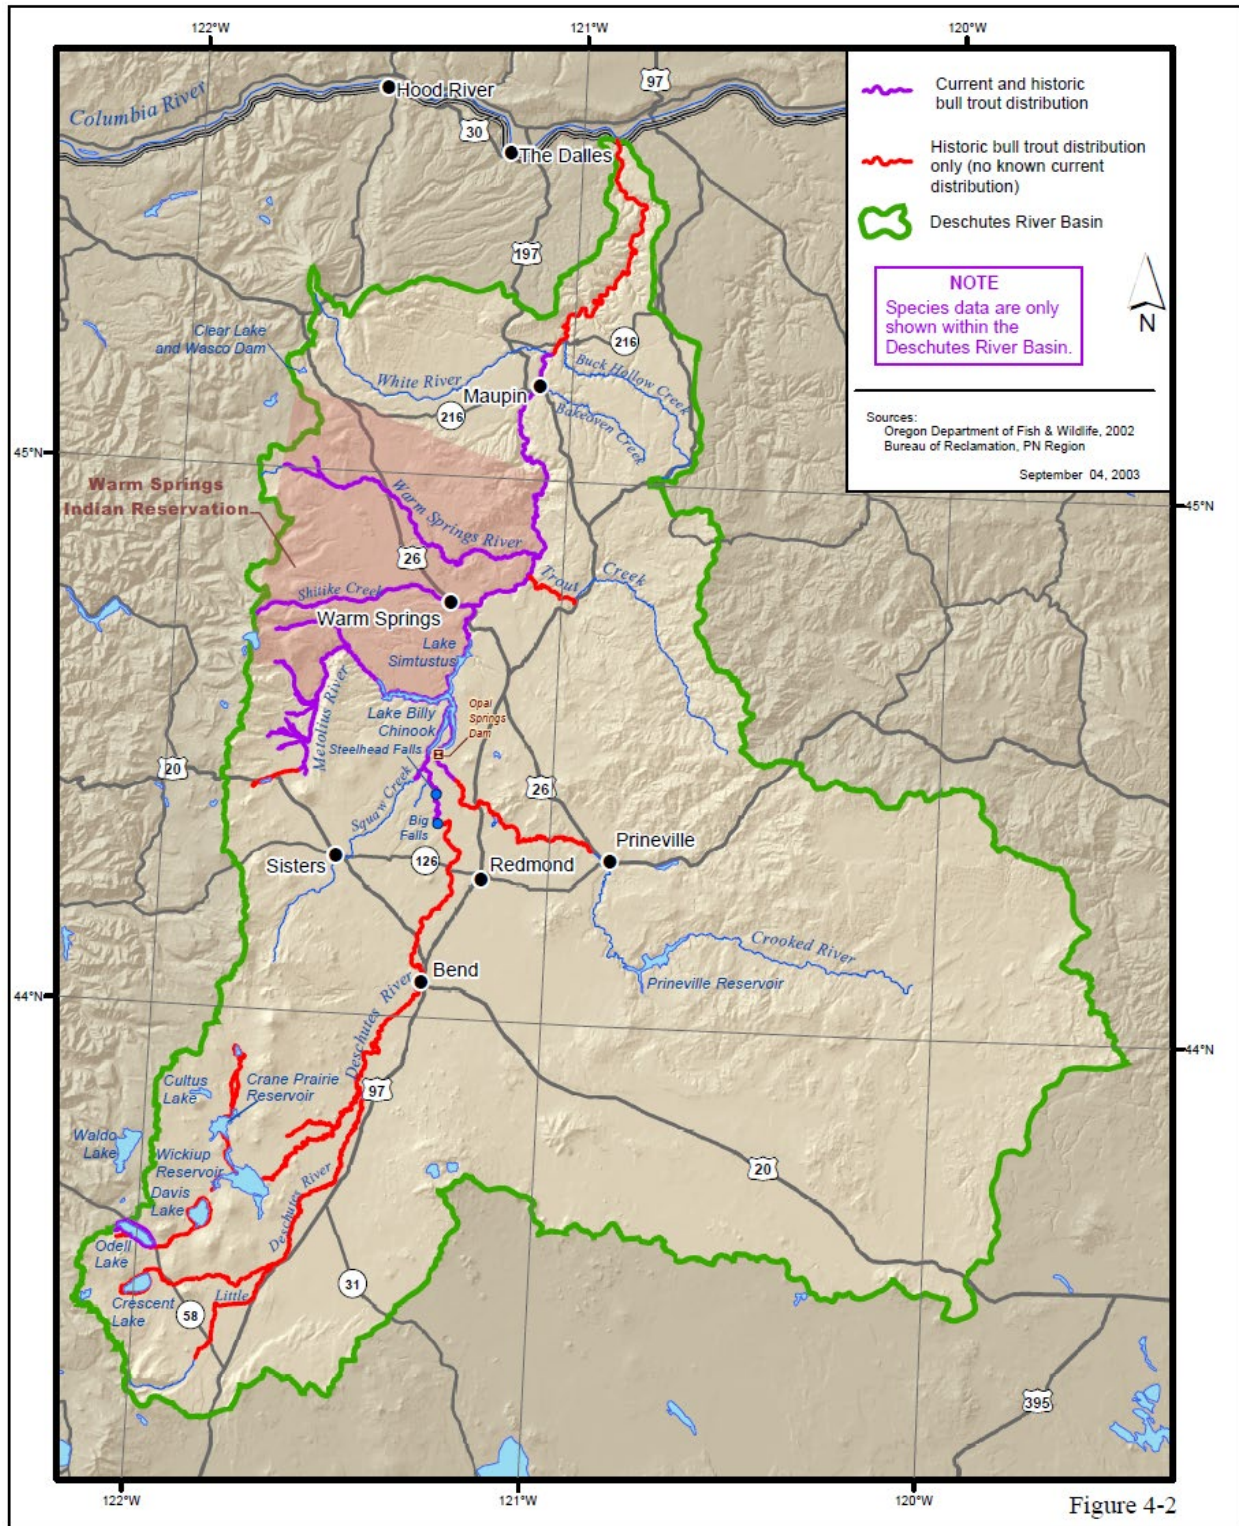 122°W
121°W
120°W
Columbia River
Hood River
97
30
The Dalles
197
Current and historic
bull trout distribution
Historic bull trout distribution
only (no known current
distribution)
Deschutes River Basin
NOTE
Species data are only
shown within the
Deschutes River Basin.
N
Sources:
Oregon Department of Fish & Wildlife, 2002
Bureau of Reclamation, PN Region
September 04, 2003
Clear Lake
and Wasco Dam
White River
216
Buck Hollow Creek
Maupin
216
Bakeoven Creek
45°N
45°N
Warm Springs
Indian Reservation
Warm Springs River
26
Trout Creek
Shitike Creek
Warm Springs
Lake
Simtustus
Metolius River
Lake Billy
Chinook
Opal
Springs
Dam
Steelhead Falls
20
26
Squaw Creek
Big
Falls
Prineville
Sisters
126
Redmond
Crooked River
Prineville Reservoir
Bend
44°N
44°N
Deschutes River
97
Cultus
Lake
Crane Prairie
Reservoir
Waldo
Lake
Wickiup
Reservoir
Davis
Lake
20
Deschutes River
Odell
Lake
Crescent
Lake
Little
31
58
395
122°W
121°W
120°W
Figure 4-2